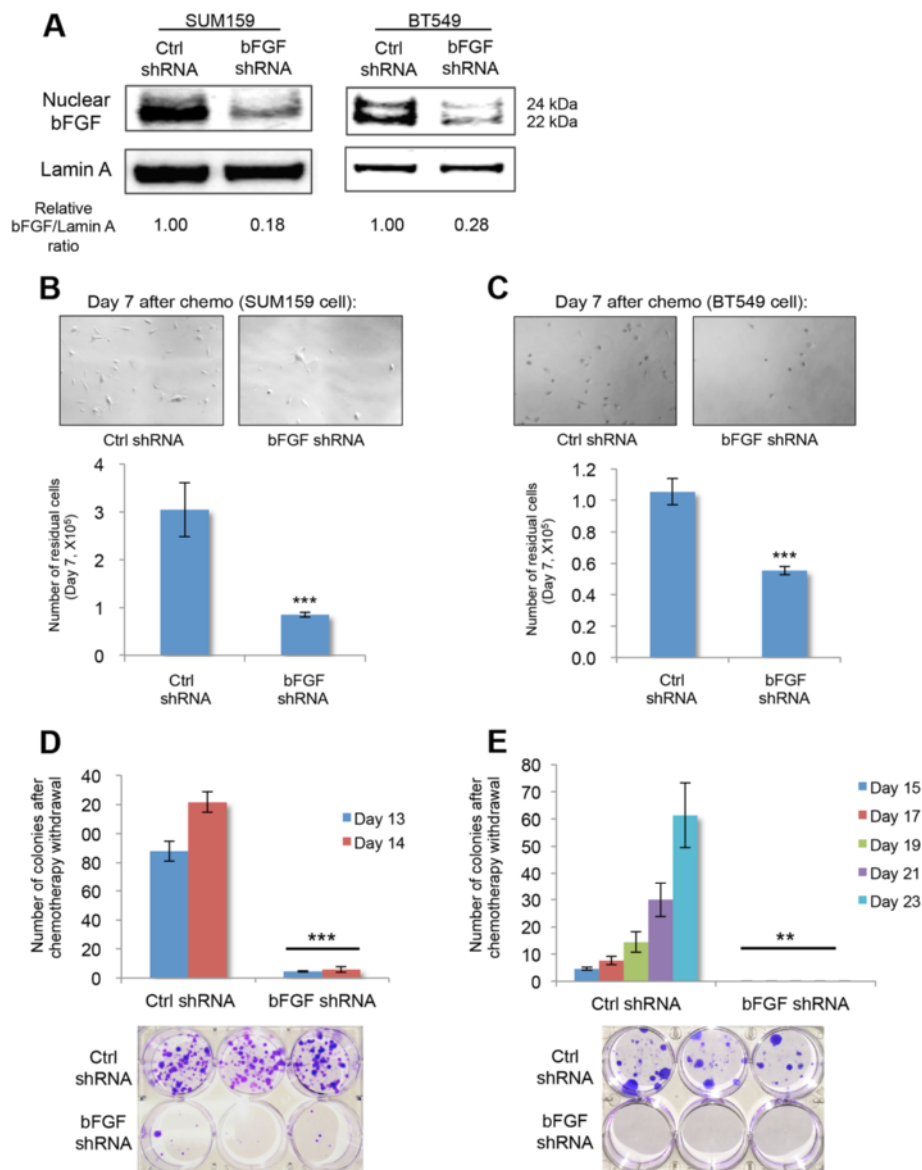 A
SUM159
BT549
Ctrl shRNA
bFGF shRNA
Ctrl shRNA
bFGF shRNA
Nuclear bFGF
24 kDa
22 kDa
Lamin A
Relative bFGF/Lamin A ratio
1.00
0.18
1.00
0.28
B
Day 7 after chemo (SUM159 cell):
Ctrl shRNA
bFGF shRNA
Number of residual cells
(Day 7, X10⁵)
4
3
2
1
0
***
Ctrl shRNA
bFGF shRNA
C
Day 7 after chemo (BT549 cell):
Ctrl shRNA
bFGF shRNA
Number of residual cells
(Day 7, X10⁵)
1.2
1.0
0.8
0.6
0.4
0.2
0.0
***
Ctrl shRNA
bFGF shRNA
D
Number of colonies after
chemotherapy withdrawal
40
20
00
80
60
40
20
0
Day 13
Day 14
***
Ctrl shRNA
bFGF shRNA
Ctrl shRNA
bFGF shRNA
E
Number of colonies after
chemotherapy withdrawal
80
70
60
50
40
30
20
10
0
Day 15
Day 17
Day 19
Day 21
Day 23
**
Ctrl shRNA
bFGF shRNA
Ctrl shRNA
bFGF shRNA